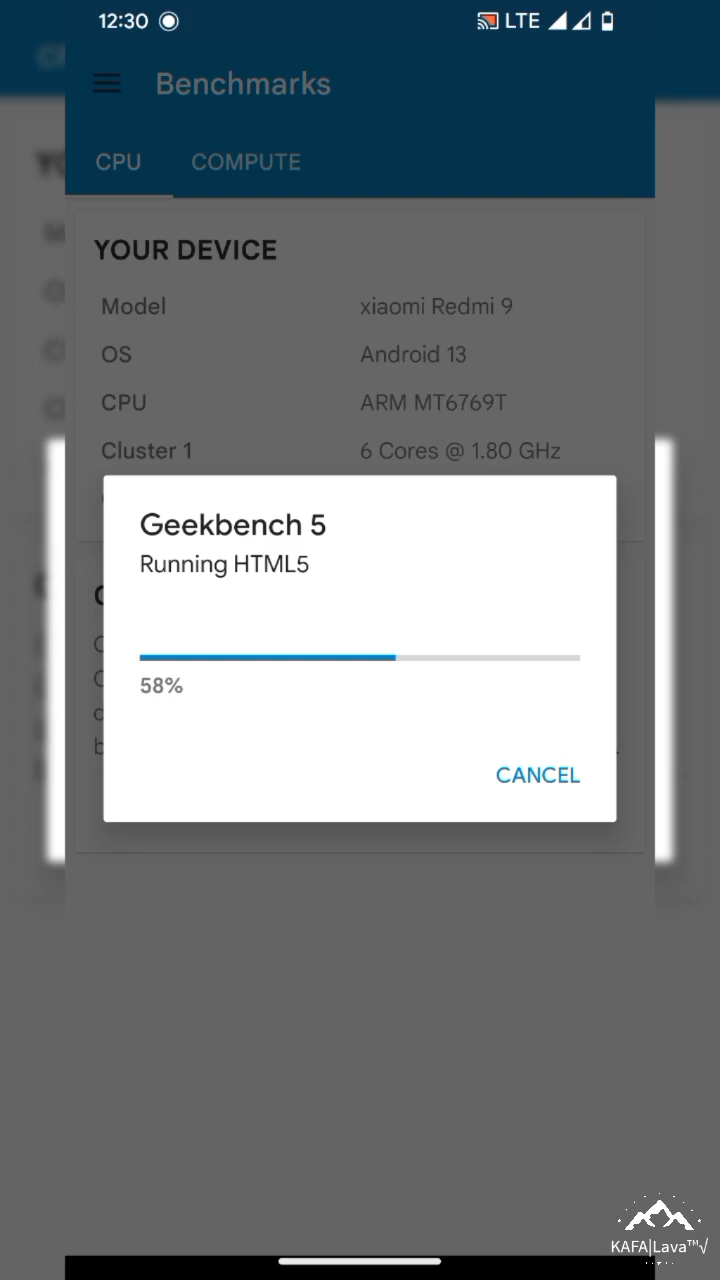 12:30 LTE
Benchmarks
CPU COMPUTE
YOUR DEVICE
Model xiaomi Redmi 9
OS Android 13
CPU ARM MT6769T
Cluster 1 6 Cores @ 1.80 GHz
Geekbench 5
Running HTML5
58%
CANCEL
KAFA|Lava™√